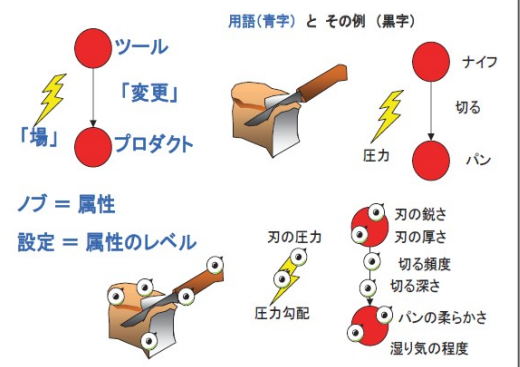 用語(青字) と その例 (黒字)
ツール
「変更」
「場」
プロダクト
ナイフ
切る
圧力
パン
ノブ = 属性
設定 = 属性のレベル
刃の圧力
圧力勾配
刃の鋭さ
刃の厚さ
切る頻度
切る深さ
パンの柔らかさ
湿り気の程度